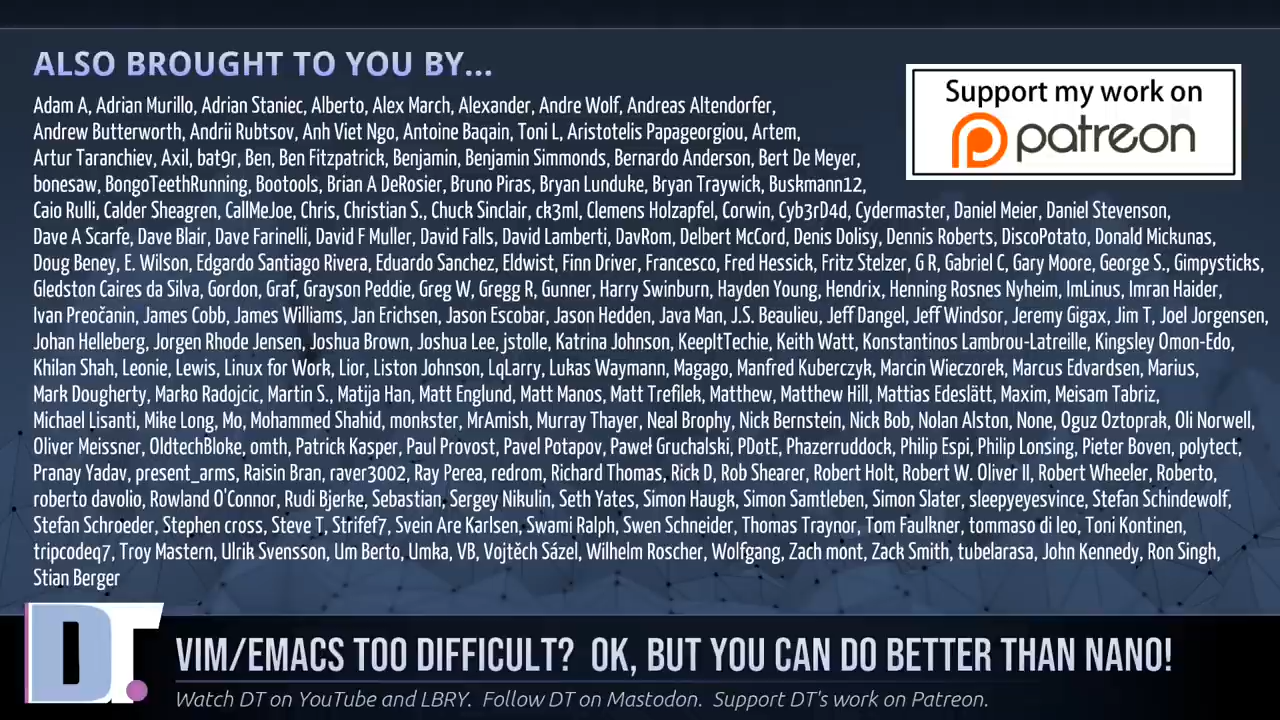 ALSO BROUGHT TO YOU BY...
Adam A, Adrian Murillo, Adrian Staniec, Alberto, Alex March, Alexander, Andre Wolf, Andreas Altendorfer,
Andrew Butterworth, Andrii Rubtsov, Anh Viet Ngo, Antoine Baqain, Toni L, Aristotelis Papageorgiou, Artem,
Artur Taranchiev, Axil, bat9r, Ben, Ben Fitzpatrick, Benjamin, Benjamin Simmonds, Bernardo Anderson, Bert De Meyer,
bonesaw, BongoTeethRunning, Bootools, Brian A DeRosier, Bruno Piras, Bryan Lunduke, Bryan Traywick, Buskmann12,
Caio Rulli, Calder Sheagren, CallMeJoe, Chris, Christian S., Chuck Sinclair, ck3ml, Clemens Holzapfel, Corwin, Cyb3rD4d, Cydermaster, Daniel Meier, Daniel Stevenson,
Dave A Scarfe, Dave Blair, Dave Farinelli, David F Muller, David Falls, David Lamberti, DavRom, Delbert McCord, Denis Dolisy, Dennis Roberts, DiscoPotato, Donald Mickunas,
Doug Beney, E. Wilson, Edgardo Santiago Rivera, Eduardo Sanchez, Eldwist, Finn Driver, Francesco, Fred Hessick, Fritz Stelzer, G R, Gabriel C, Gary Moore, George S., Gimpysticks,
Gledston Caires da Silva, Gordon, Graf, Grayson Peddie, Greg W, Gregg R, Gunner, Harry Swinburn, Hayden Young, Hendrix, Henning Rosnes Nyheim, ImLinus, Imran Haider,
Ivan Preočanin, James Cobb, James Williams, Jan Erichsen, Jason Escobar, Jason Hedden, Java Man, J.S. Beaulieu, Jeff Dangel, Jeff Windsor, Jeremy Gigax, Jim T, Joel Jorgensen,
Johan Helleberg, Jorgen Rhode Jensen, Joshua Brown, Joshua Lee, jstolle, Katrina Johnson, KeepItTechie, Keith Watt, Konstantinos Lambrou-Latreille, Kingsley Omon-Edo,
Khilan Shah, Leonie, Lewis, Linux for Work, Lior, Liston Johnson, LqLarry, Lukas Waymann, Magago, Manfred Kuberczyk, Marcin Wieczorek, Marcus Edvardsen, Marius,
Mark Dougherty, Marko Radojcic, Martin S., Matija Han, Matt Englund, Matt Manos, Matt Trefilek, Matthew, Matthew Hill, Mattias Edeslätt, Maxim, Meisam Tabriz,
Michael Lisanti, Mike Long, Mo, Mohammed Shahid, monkster, MrAmish, Murray Thayer, Neal Brophy, Nick Bernstein, Nick Bob, Nolan Alston, None, Oguz Oztoprak, Oli Norwell,
Oliver Meissner, OldtechBloke, omth, Patrick Kasper, Paul Provost, Pavel Potapov, Paweł Gruchalski, PDotE, Phazerruddock, Philip Espi, Philip Lonsing, Pieter Boven, polytect,
Pranay Yadav, present_arms, Raisin Bran, raver3002, Ray Perea, redrom, Richard Thomas, Rick D, Rob Shearer, Robert Holt, Robert W. Oliver II, Robert Wheeler, Roberto,
roberto davolio, Rowland O'Connor, Rudi Bjerke, Sebastian, Sergey Nikulin, Seth Yates, Simon Haugk, Simon Samtleben, Simon Slater, sleepyeyesvince, Stefan Schindewolf,
Stefan Schroeder, Stephen cross, Steve T, Strifef7, Svein Are Karlsen, Swami Ralph, Swen Schneider, Thomas Traynor, Tom Faulkner, tommaso di leo, Toni Kontinen,
tripcodeq7, Troy Mastern, Ulrik Svensson, Um Berto, Umka, VB, Vojtěch Sázel, Wilhelm Roscher, Wolfgang, Zach mont, Zack Smith, tubelarasa, John Kennedy, Ron Singh,
Stian Berger
Support my work on
patreon
DT.
VIM/EMACS TOO DIFFICULT? OK, BUT YOU CAN DO BETTER THAN NANO!
Watch DT on YouTube and LBRY. Follow DT on Mastodon. Support DT's work on Patreon.